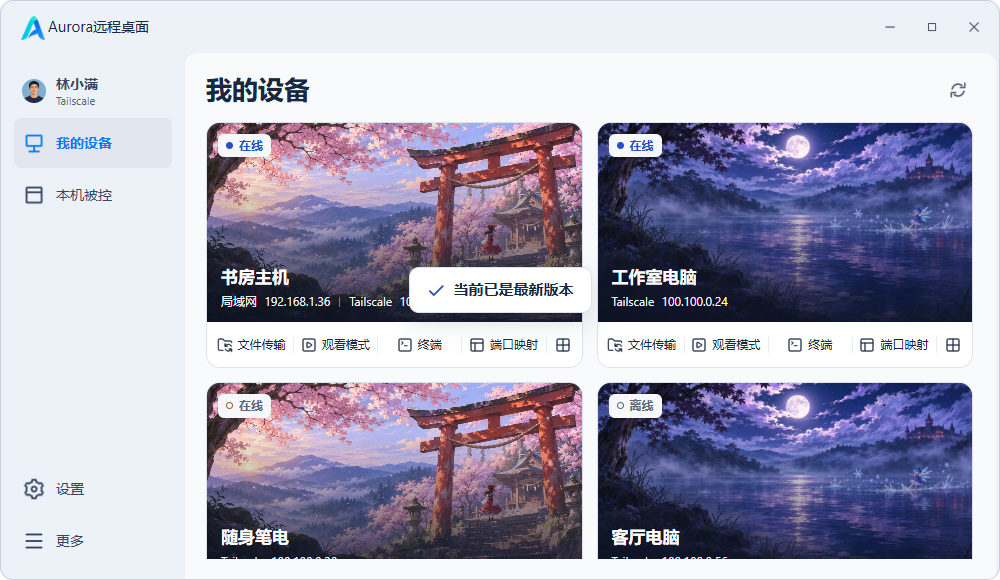 Aurora远程桌面
林小满
Tailscale
我的设备
本机被控
设置
更多
我的设备
在线
书房主机
局域网 192.168.1.36 | Tailscale 10
当前已是最新版本
文件传输 观看模式 终端 端口映射
在线
工作室电脑
Tailscale 100.100.0.24
文件传输 观看模式 终端 端口映射
在线
随身笔电
离线
客厅电脑